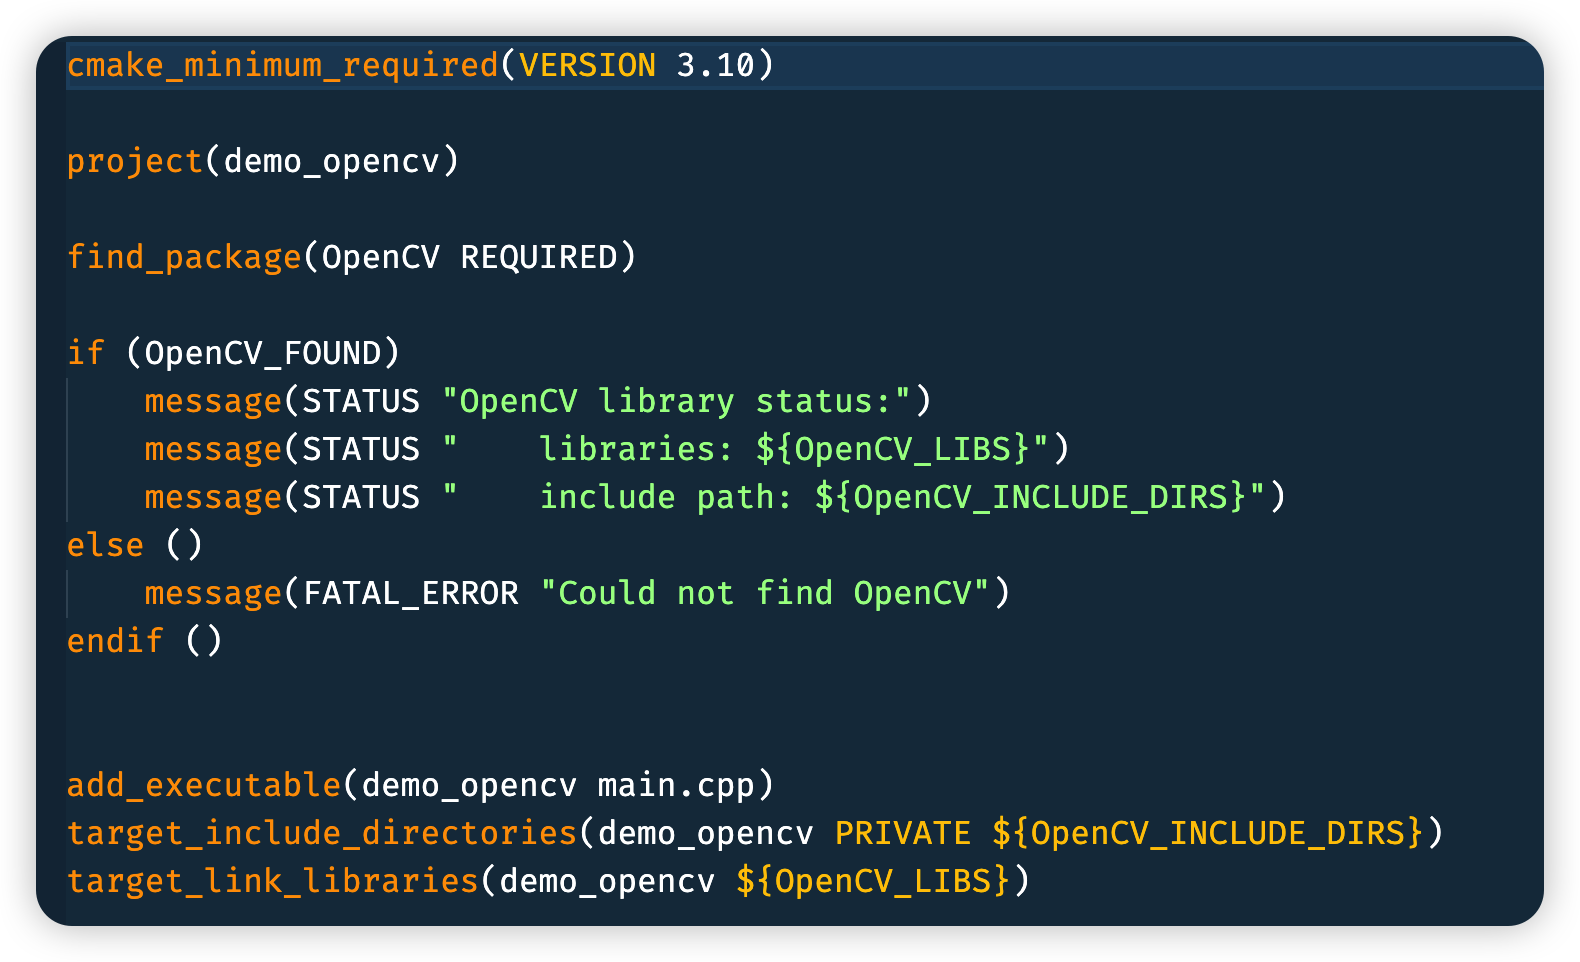 cmake_minimum_required(VERSION 3.10)
project(demo_opencv)
find_package(OpenCV REQUIRED)
if (OpenCV_FOUND)
    message(STATUS "OpenCV library status:")
    message(STATUS "    libraries: ${OpenCV_LIBS}")
    message(STATUS "    include path: ${OpenCV_INCLUDE_DIRS}")
else ()
    message(FATAL_ERROR "Could not find OpenCV")
endif ()
add_executable(demo_opencv main.cpp)
target_include_directories(demo_opencv PRIVATE ${OpenCV_INCLUDE_DIRS})
target_link_libraries(demo_opencv ${OpenCV_LIBS})